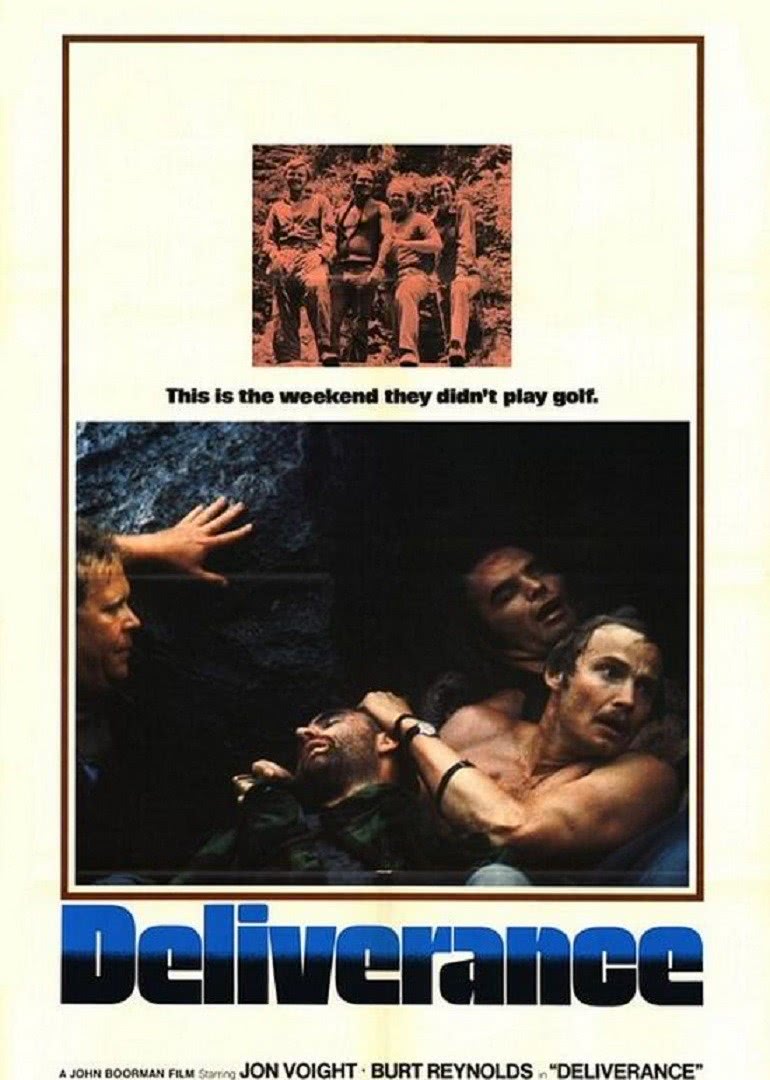 This is the weekend they didn't play golf.
Deliverance
A JOHN BOORMAN FILM Starring JON VOIGHT · BURT REYNOLDS in "DELIVERANCE"